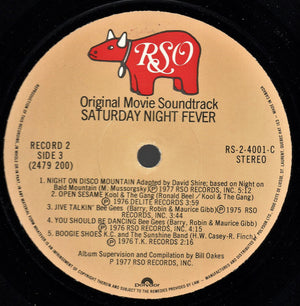 RSO
Original Movie Soundtrack
SATURDAY NIGHT FEVER
RECORD 2
SIDE 3
(2479 200)
RS-2-4001-C
STEREO
1. NIGHT ON DISCO MOUNTAIN Adapted by David Shire; based on Night on
Bald Mountain (M. Mussorgsky) ℗ 1977 RSO RECORDS, INC. 5:12
2. OPEN SESAME Kool & The Gang (Ronald Bell / Kool & The Gang)
℗ 1976 DELITE RECORDS 3:59
3. JIVE TALKIN' Bee Gees (Barry, Robin & Maurice Gibb) ℗ 1975 RSO
RECORDS, INC.
4. YOU SHOULD BE DANCING Bee Gees (Barry, Robin & Maurice Gibb)
℗ 1976 RSO RECORDS, INC.
5. BOOGIE SHOES K.C. and The Sunshine Band (H.W. Casey-R. Finch)
℗ 1976 T.K. RECORDS 2:16
Album Supervision and Compilation by Bill Oakes
℗ 1977 RSO RECORDS, INC.
Polydor